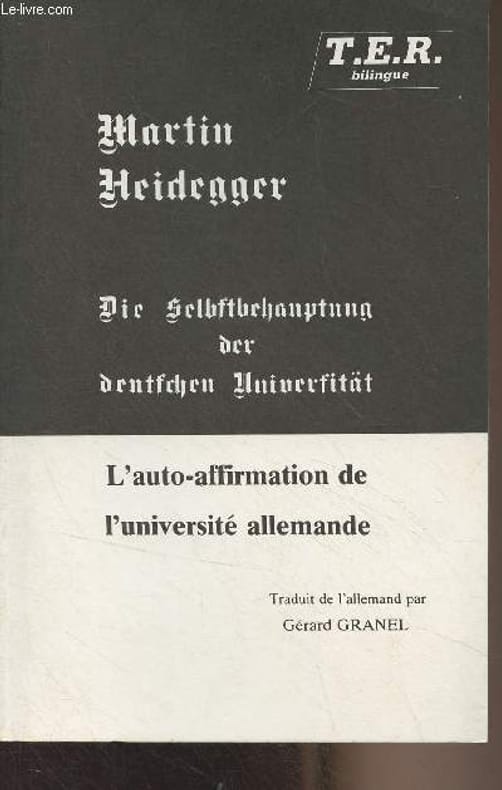 Le-livre.com
T.E.R.
bilingue
Martin
Heidegger
Die Selbſtbehauptung
der
deutſchen Univerſität
L'auto-affirmation de
l'université allemande
Traduit de l'allemand par
Gérard GRANEL